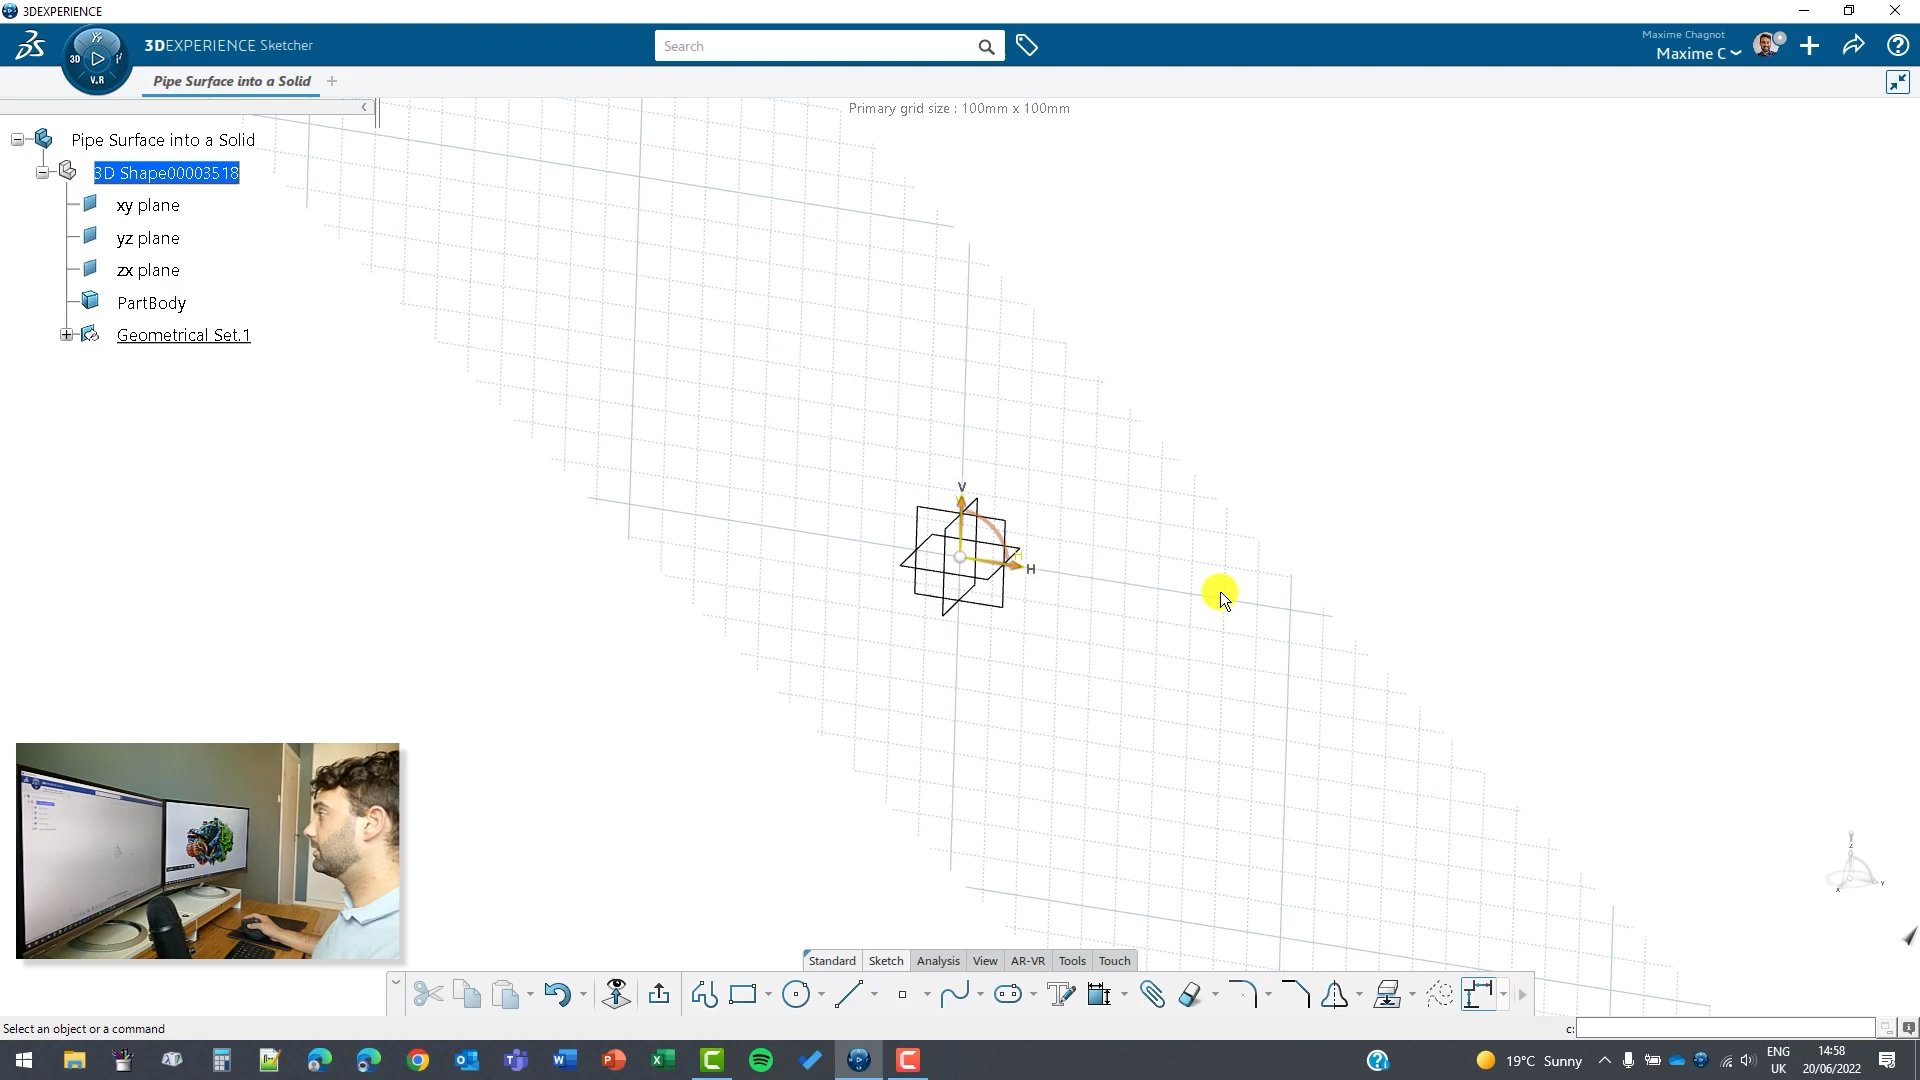 3DEXPERIENCE
3DEXPERIENCE Sketcher
Search
Maxime Chagnot
Maxime C
3D
V.R
Pipe Surface into a Solid
Primary grid size : 100mm x 100mm
Pipe Surface into a Solid
3D Shape00003518
xy plane
yz plane
zx plane
PartBody
Geometrical Set.1
V
H
H
z
x
y
Standard
Sketch
Analysis
View
AR-VR
Tools
Touch
Select an object or a command
c:
19°C Sunny
ENG
UK
14:58
20/06/2022